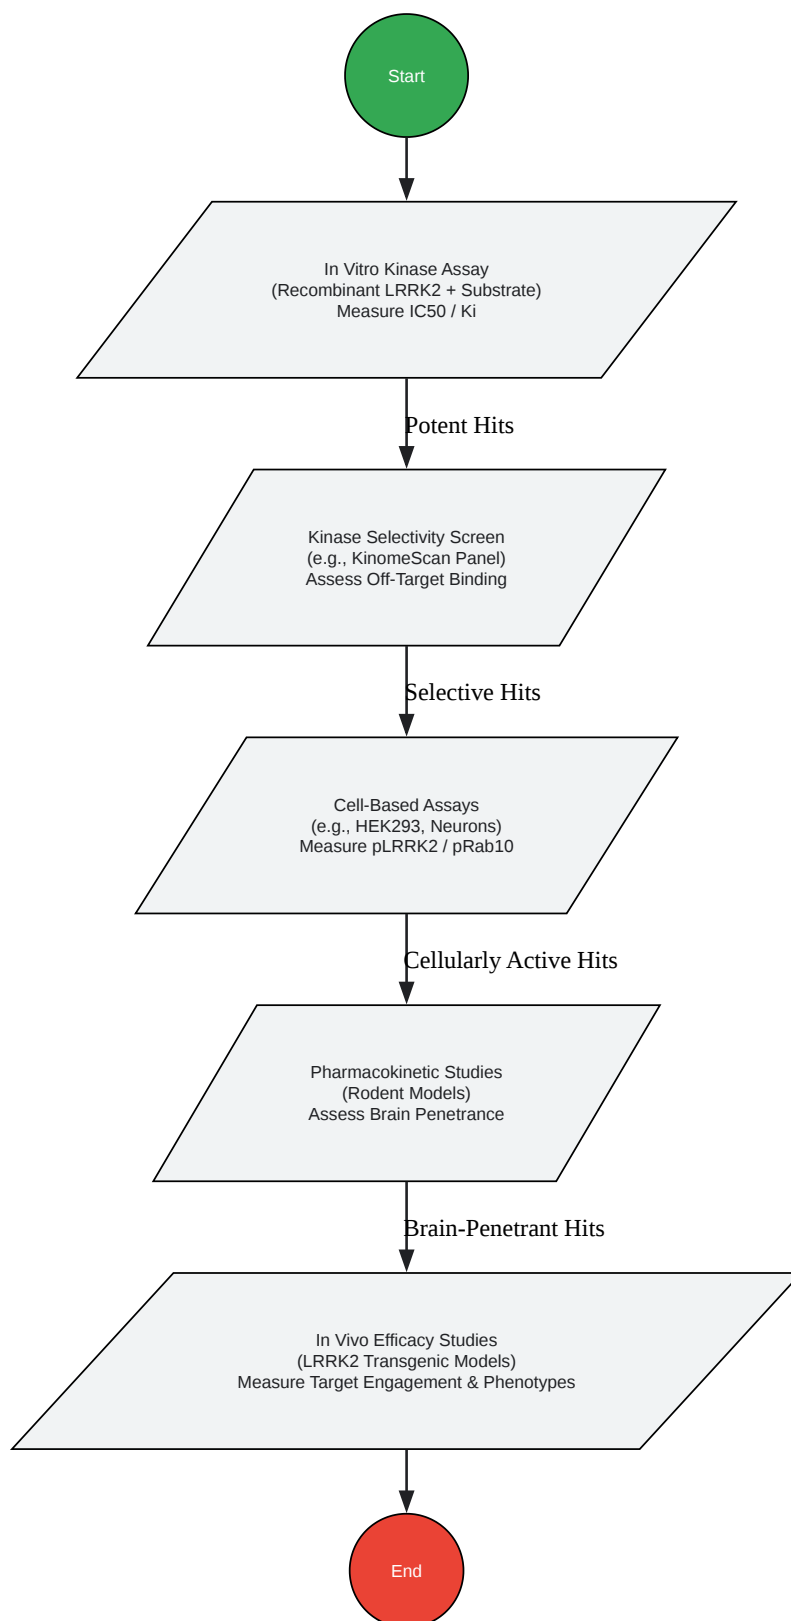 Start
In Vitro Kinase Assay
(Recombinant LRRK2 + Substrate)
Measure IC50 / Ki
Potent Hits
Kinase Selectivity Screen
(e.g., KinomeScan Panel)
Assess Off-Target Binding
Selective Hits
Cell-Based Assays
(e.g., HEK293, Neurons)
Measure pLRRK2 / pRab10
Cellularly Active Hits
Pharmacokinetic Studies
(Rodent Models)
Assess Brain Penetrance
Brain-Penetrant Hits
In Vivo Efficacy Studies
(LRRK2 Transgenic Models)
Measure Target Engagement & Phenotypes
End